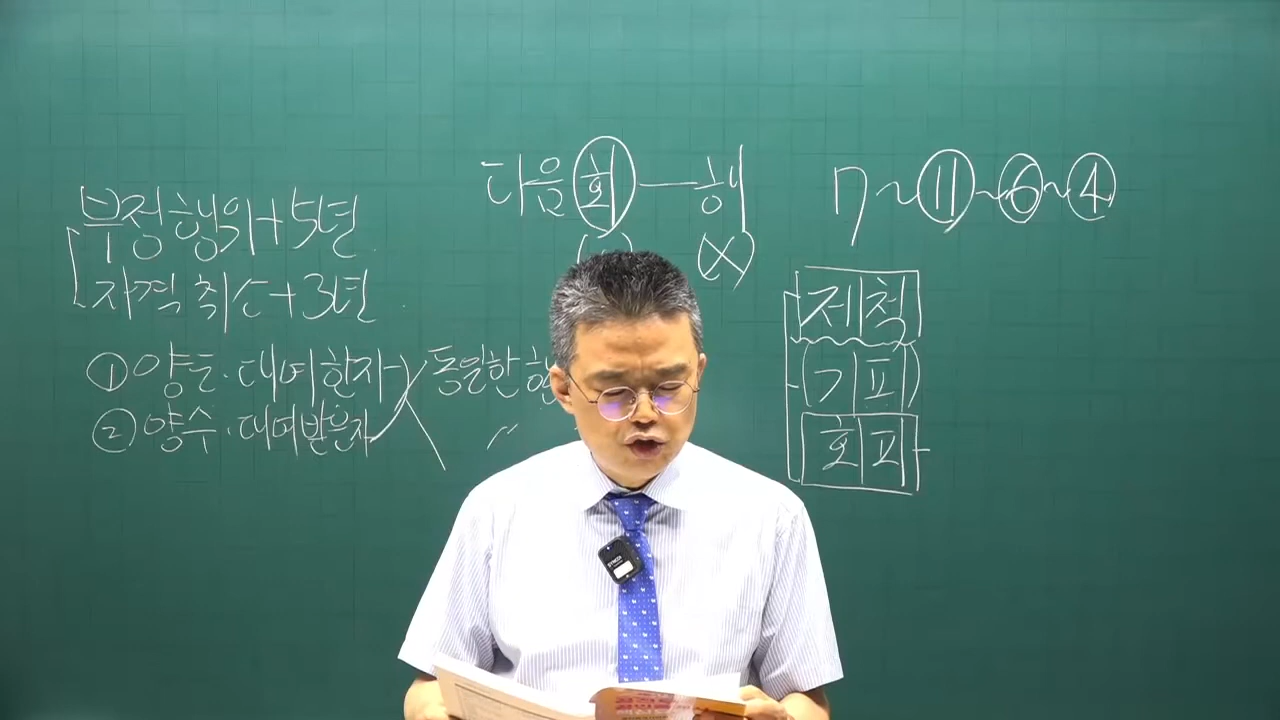 부정행위+5년
자격취소+3년
① 양도·대여한자
② 양수·대여받은자
동일한
〃
다음 회 — 해
(X)
7~⑪~⑥~④
제척
(기피)
회피